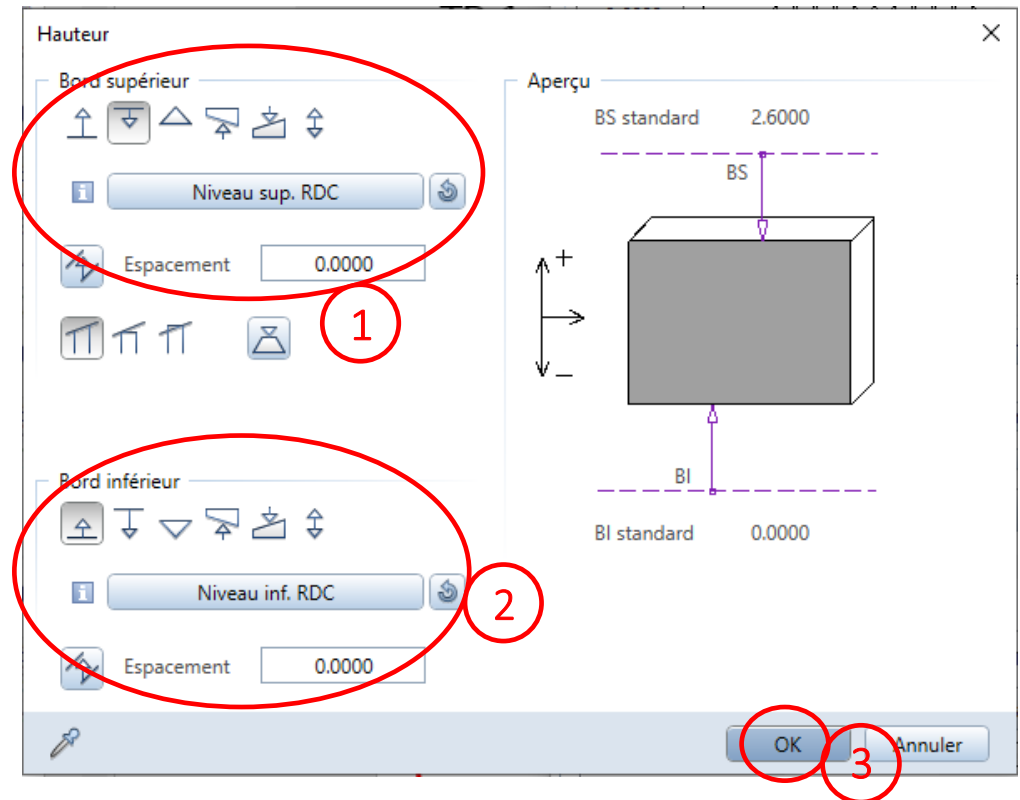 Hauteur
Bord supérieur
Niveau sup. RDC
Espacement 0.0000
1
Bord inférieur
Niveau inf. RDC
2
Espacement 0.0000
Aperçu
BS standard 2.6000
BS
+
−
BI
BI standard 0.0000
OK
3
Annuler